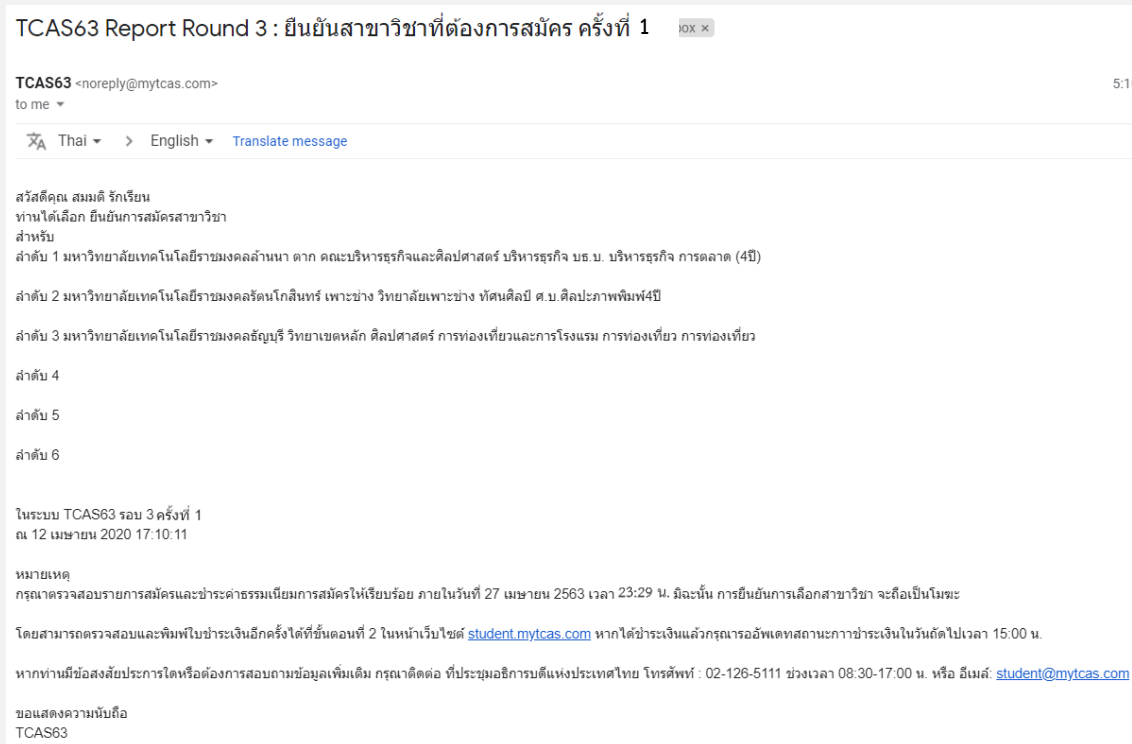 TCAS63 Report Round 3 : ยืนยันสาขาวิชาที่ต้องการสมัคร ครั้งที่ 1
TCAS63 <noreply@mytcas.com>
to me
Thai > English Translate message
สวัสดีคุณ สมมติ รักเรียน
ท่านได้เลือก ยืนยันการสมัครสาขาวิชา
สำหรับ
ลำดับ 1 มหาวิทยาลัยเทคโนโลยีราชมงคลล้านนา ตาก คณะบริหารธุรกิจและศิลปศาสตร์ บริหารธุรกิจ บธ.บ. บริหารธุรกิจ การตลาด (4ปี)
ลำดับ 2 มหาวิทยาลัยเทคโนโลยีราชมงคลรัตนโกสินทร์ เพาะช่าง วิทยาลัยเพาะช่าง ทัศนศิลป์ ศ.บ.ศิลปะภาพพิมพ์4ปี
ลำดับ 3 มหาวิทยาลัยเทคโนโลยีราชมงคลธัญบุรี วิทยาเขตหลัก ศิลปศาสตร์ การท่องเที่ยวและการโรงแรม การท่องเที่ยว การท่องเที่ยว
ลำดับ 4
ลำดับ 5
ลำดับ 6
ในระบบ TCAS63 รอบ 3 ครั้งที่ 1
ณ 12 เมษายน 2020 17:10:11
หมายเหตุ
กรุณาตรวจสอบรายการสมัครและชำระค่าธรรมเนียมการสมัครให้เรียบร้อย ภายในวันที่ 27 เมษายน 2563 เวลา 23:29 น. มิฉะนั้น การยืนยันการเลือกสาขาวิชา จะถือเป็นโมฆะ
โดยสามารถตรวจสอบและพิมพ์ใบชำระเงินอีกครั้งได้ที่ขั้นตอนที่ 2 ในหน้าเว็บไซต์ student.mytcas.com หากได้ชำระเงินแล้วกรุณารออัพเดทสถานะกาาชำระเงินในวันถัดไปเวลา 15:00 น.
หากท่านมีข้อสงสัยประการใดหรือต้องการสอบถามข้อมูลเพิ่มเติม กรุณาติดต่อ ที่ประชุมอธิการบดีแห่งประเทศไทย โทรศัพท์ : 02-126-5111 ช่วงเวลา 08:30-17:00 น. หรือ อีเมล์: student@mytcas.com
ขอแสดงความนับถือ
TCAS63